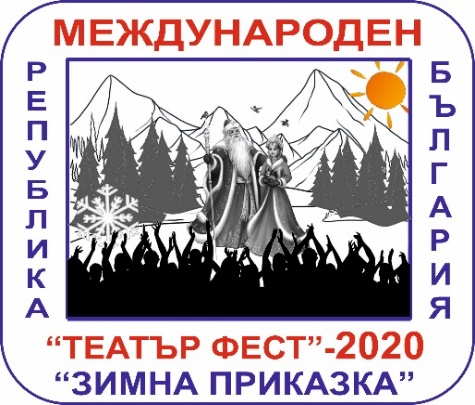 МЕЖДУНАРОДЕН
РЕПУБЛИКА
БЪЛГАРИЯ
“ТЕАТЪР ФЕСТ”-2020
“ЗИМНА ПРИКАЗКА”